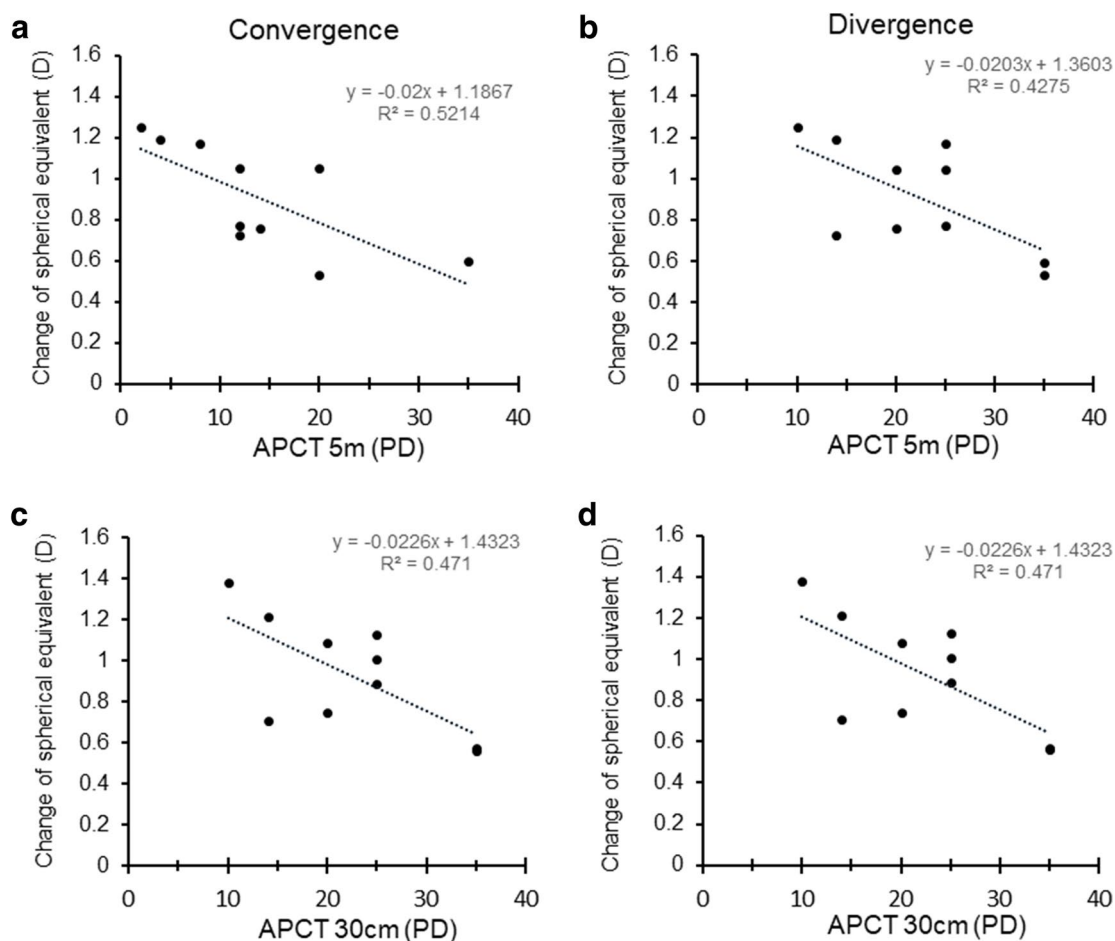 a
Convergence
Change of spherical equivalent (D)
1.6
1.4
1.2
1
0.8
0.6
0.4
0.2
0
y = -0.02x + 1.1867
R² = 0.5214
0 10 20 30 40
APCT 5m (PD)
b
Divergence
Change of spherical equivalent (D)
1.6
1.4
1.2
1
0.8
0.6
0.4
0.2
0
y = -0.0203x + 1.3603
R² = 0.4275
0 10 20 30 40
APCT 5m (PD)
c
Change of spherical equivalent (D)
1.6
1.4
1.2
1
0.8
0.6
0.4
0.2
0
y = -0.0226x + 1.4323
R² = 0.471
0 10 20 30 40
APCT 30cm (PD)
d
Change of spherical equivalent (D)
1.6
1.4
1.2
1
0.8
0.6
0.4
0.2
0
y = -0.0226x + 1.4323
R² = 0.471
0 10 20 30 40
APCT 30cm (PD)